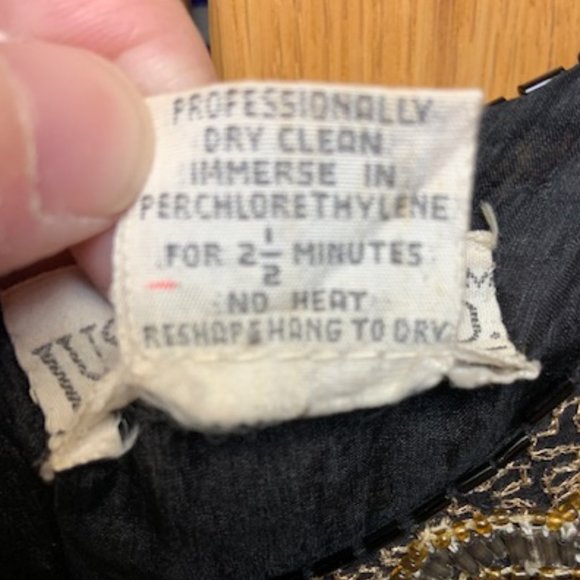 PROFESSIONALLY
DRY CLEAN
IMMERSE IN
PERCHLORETHYLENE
FOR 2 1/2 MINUTES
NO HEAT
RESHAPE HANG TO DRY